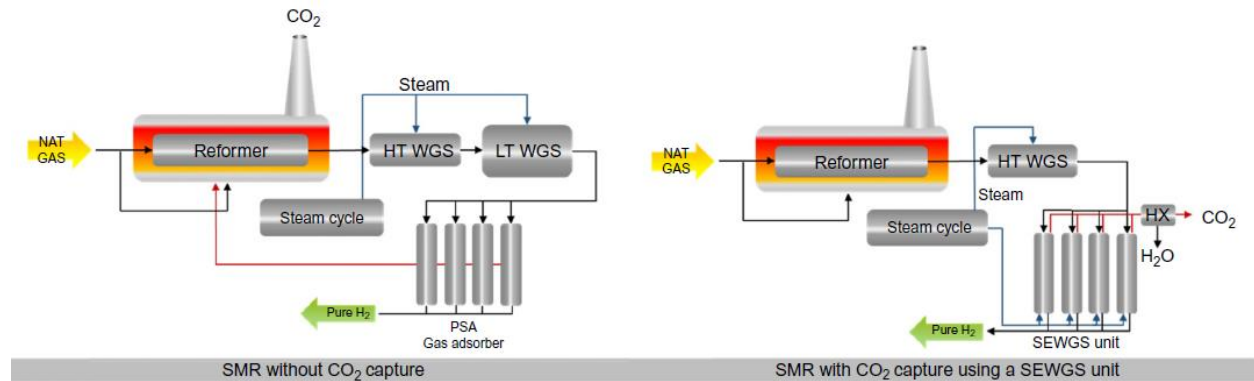 CO2
Steam
NAT
GAS
Reformer
HT WGS
LT WGS
Steam cycle
Pure H2
PSA
Gas adsorber
SMR without CO2 capture
NAT
GAS
Reformer
HT WGS
Steam
Steam cycle
HX
CO2
H2O
Pure H2
SEWGS unit
SMR with CO2 capture using a SEWGS unit